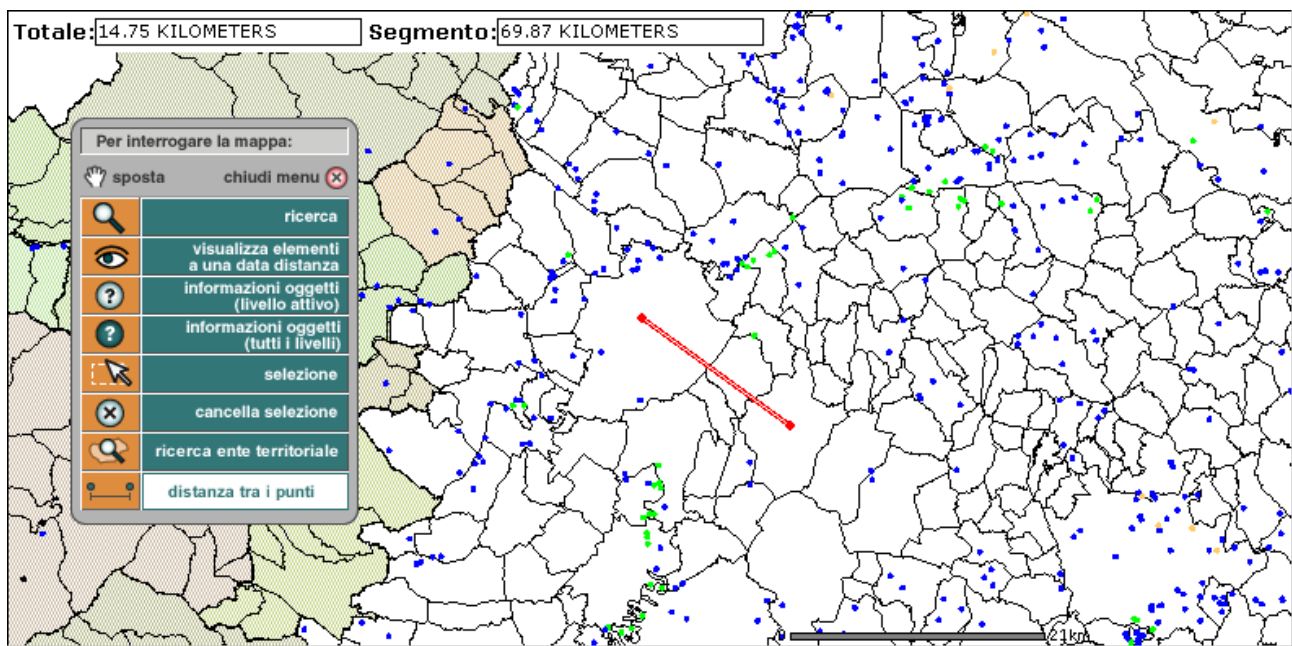 Totale: 14.75 KILOMETERS Segmento: 69.87 KILOMETERS
Per interrogare la mappa:
sposta chiudi menu
ricerca
visualizza elementi
a una data distanza
informazioni oggetti
(livello attivo)
informazioni oggetti
(tutti i livelli)
selezione
cancella selezione
ricerca ente territoriale
distanza tra i punti
21km